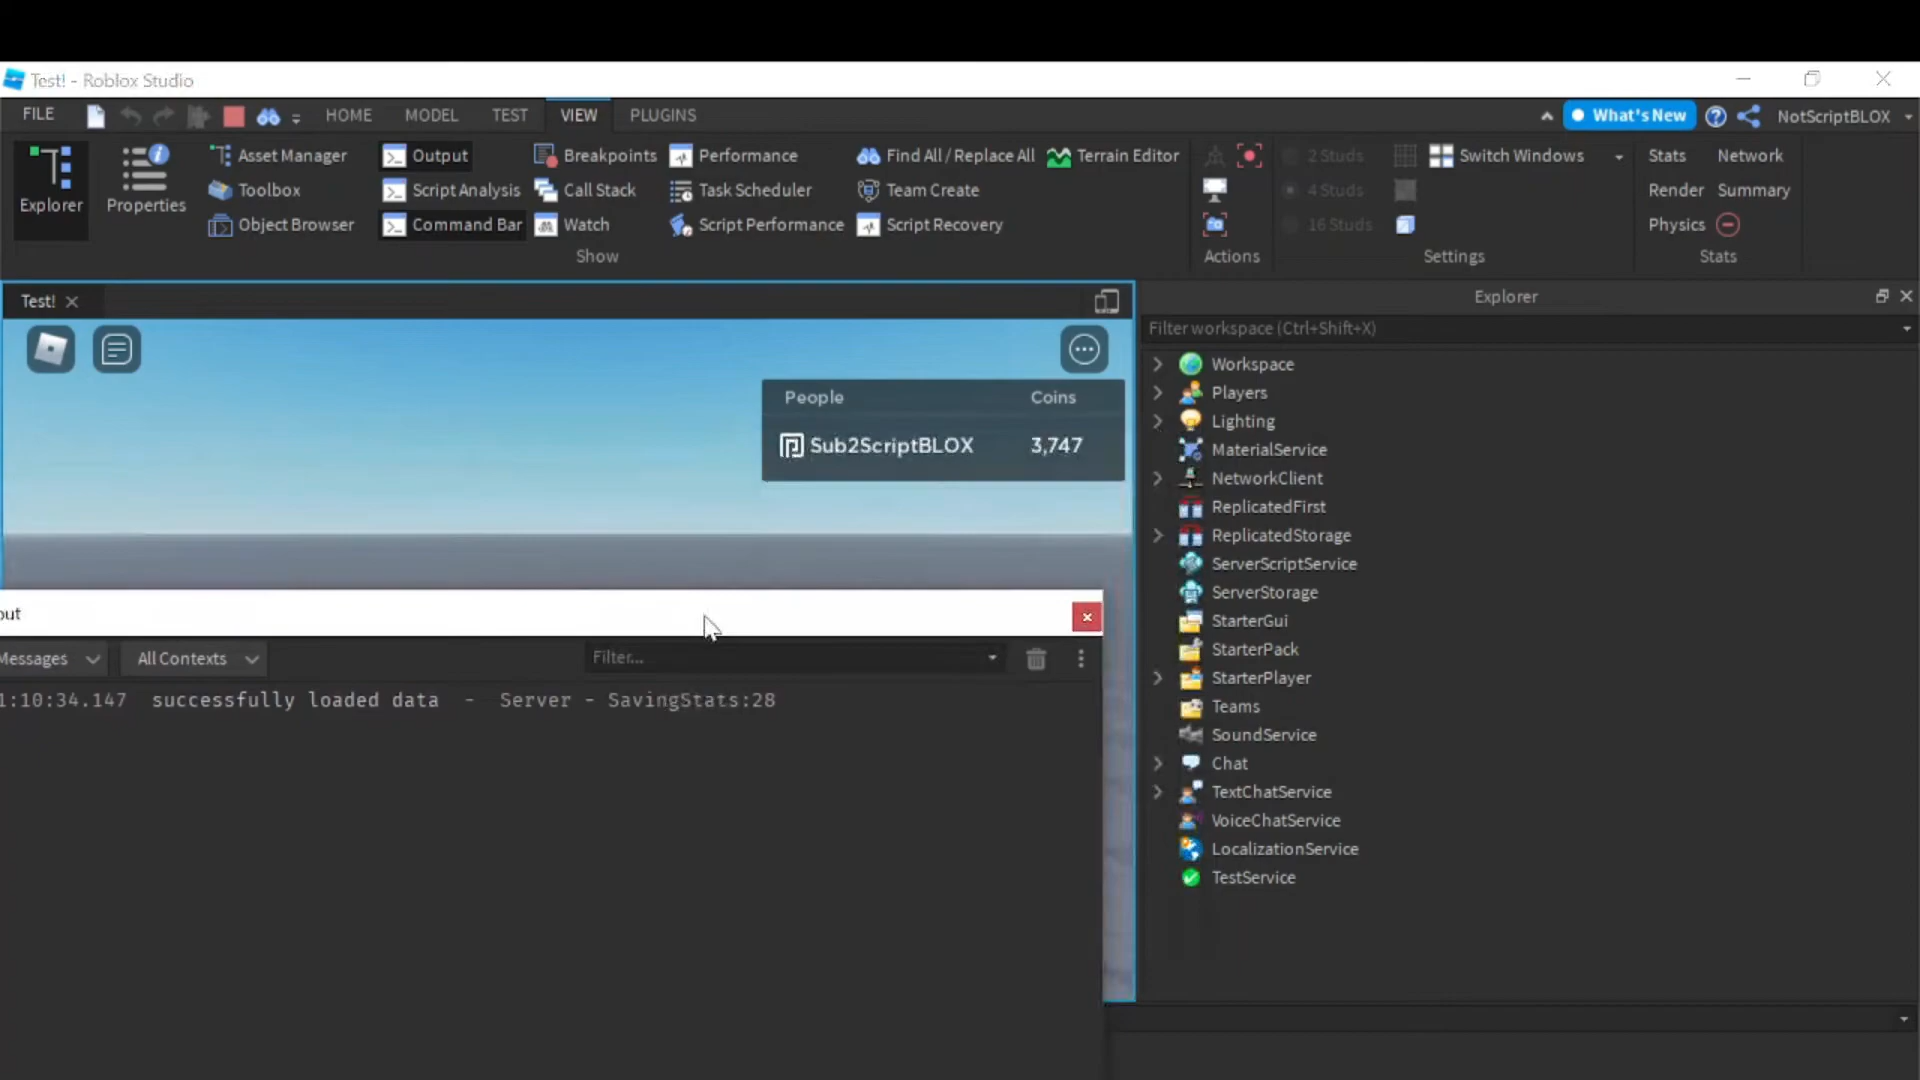 Test! - Roblox Studio
FILE HOME MODEL TEST VIEW PLUGINS What's New NotScriptBLOX
Explorer
Properties
Asset Manager
Toolbox
Object Browser
Output
Script Analysis
Command Bar
Breakpoints
Call Stack
Watch
Performance
Task Scheduler
Script Performance
Find All / Replace All
Team Create
Script Recovery
Terrain Editor
Show
Actions
2 Studs
4 Studs
16 Studs
Switch Windows
Settings
Stats Network
Render Summary
Physics
Stats
Test!
People Coins
Sub2ScriptBLOX 3,747
out
Messages All Contexts Filter...
1:10:34.147 successfully loaded data - Server - SavingStats:28
Explorer
Filter workspace (Ctrl+Shift+X)
Workspace
Players
Lighting
MaterialService
NetworkClient
ReplicatedFirst
ReplicatedStorage
ServerScriptService
ServerStorage
StarterGui
StarterPack
StarterPlayer
Teams
SoundService
Chat
TextChatService
VoiceChatService
LocalizationService
TestService